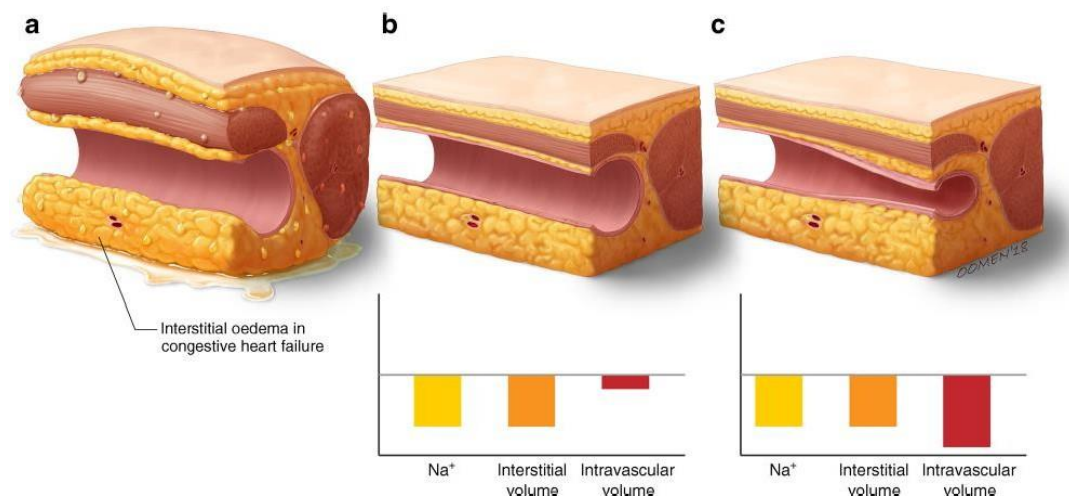 a
b
c
OOMEN'18
Interstitial oedema in
congestive heart failure
Na+
Interstitial
volume
Intravascular
volume
Na+
Interstitial
volume
Intravascular
volume